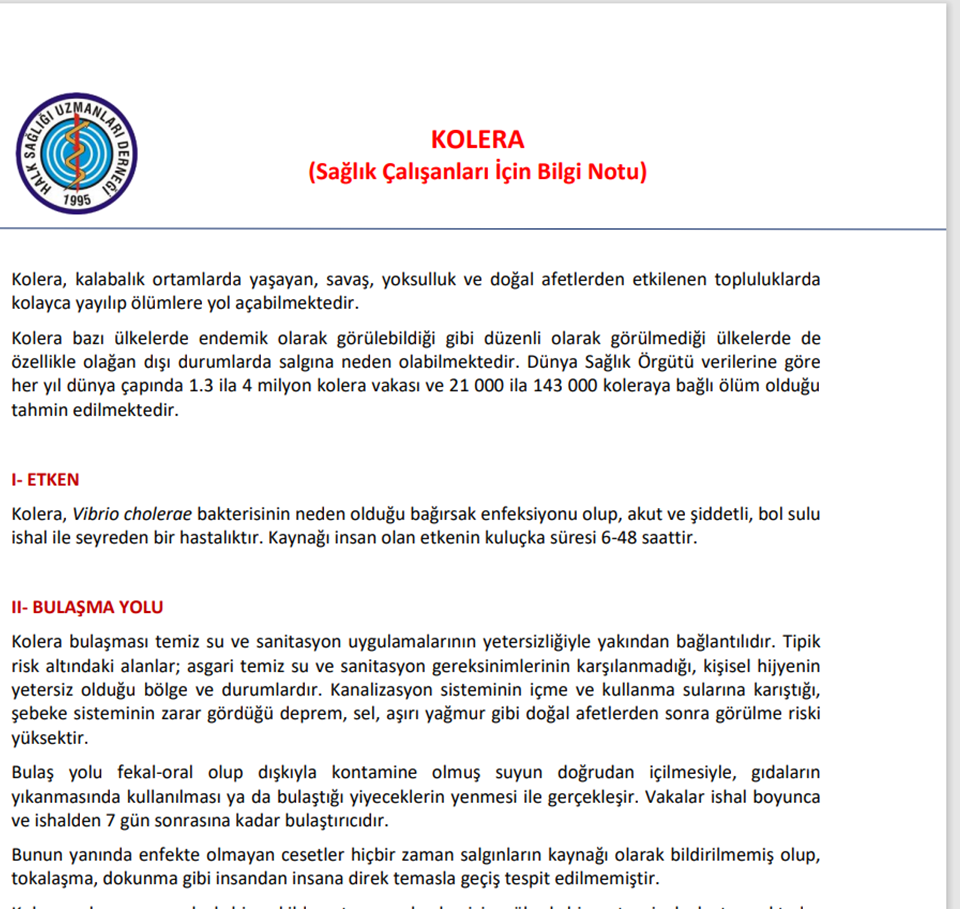 HALK SAĞLIĞI UZMANLARI DERNEĞİ
1995
KOLERA
(Sağlık Çalışanları İçin Bilgi Notu)
Kolera, kalabalık ortamlarda yaşayan, savaş, yoksulluk ve doğal afetlerden etkilenen topluluklarda
kolayca yayılıp ölümlere yol açabilmektedir.
Kolera bazı ülkelerde endemik olarak görülebildiği gibi düzenli olarak görülmediği ülkelerde de
özellikle olağan dışı durumlarda salgına neden olabilmektedir. Dünya Sağlık Örgütü verilerine göre
her yıl dünya çapında 1.3 ila 4 milyon kolera vakası ve 21 000 ila 143 000 koleraya bağlı ölüm olduğu
tahmin edilmektedir.
I- ETKEN
Kolera, Vibrio cholerae bakterisinin neden olduğu bağırsak enfeksiyonu olup, akut ve şiddetli, bol sulu
ishal ile seyreden bir hastalıktır. Kaynağı insan olan etkenin kuluçka süresi 6-48 saattir.
II- BULAŞMA YOLU
Kolera bulaşması temiz su ve sanitasyon uygulamalarının yetersizliğiyle yakından bağlantılıdır. Tipik
risk altındaki alanlar; asgari temiz su ve sanitasyon gereksinimlerinin karşılanmadığı, kişisel hijyenin
yetersiz olduğu bölge ve durumlardır. Kanalizasyon sisteminin içme ve kullanma sularına karıştığı,
şebeke sisteminin zarar gördüğü deprem, sel, aşırı yağmur gibi doğal afetlerden sonra görülme riski
yüksektir.
Bulaş yolu fekal-oral olup dışkıyla kontamine olmuş suyun doğrudan içilmesiyle, gıdaların
yıkanmasında kullanılması ya da bulaştığı yiyeceklerin yenmesi ile gerçekleşir. Vakalar ishal boyunca
ve ishalden 7 gün sonrasına kadar bulaştırıcıdır.
Bunun yanında enfekte olmayan cesetler hiçbir zaman salgınların kaynağı olarak bildirilmemiş olup,
tokalaşma, dokunma gibi insandan insana direk temasla geçiş tespit edilmemiştir.